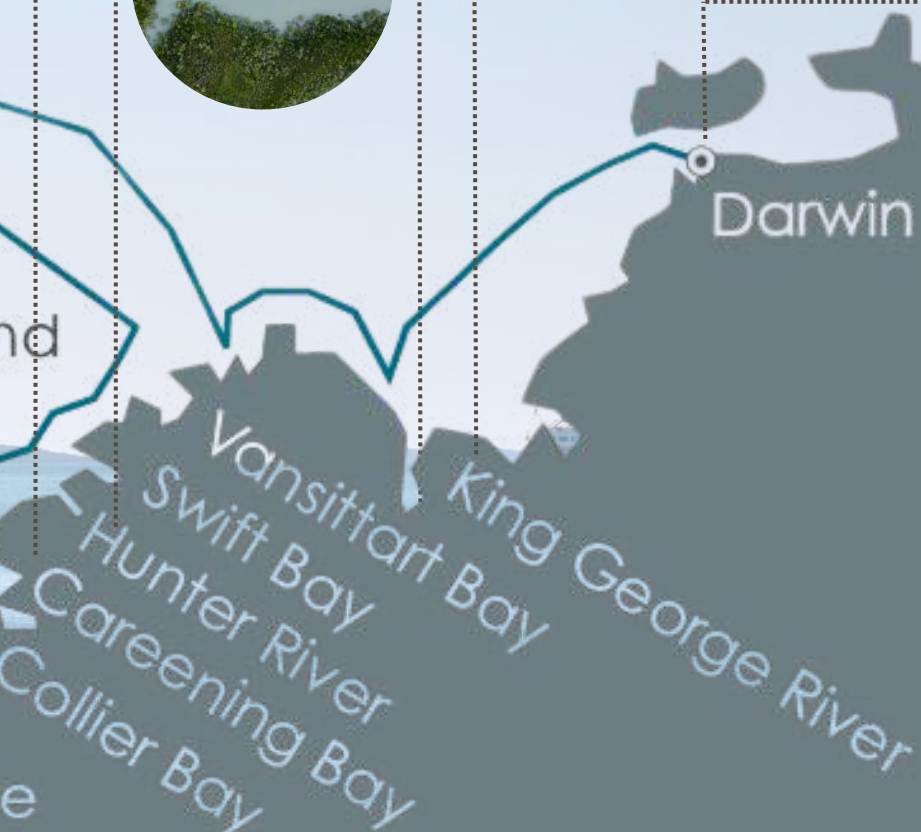 Darwin
nd
Vansittart Bay
King George River
Swift Bay
Hunter River
Careening Bay
Collier Bay
e